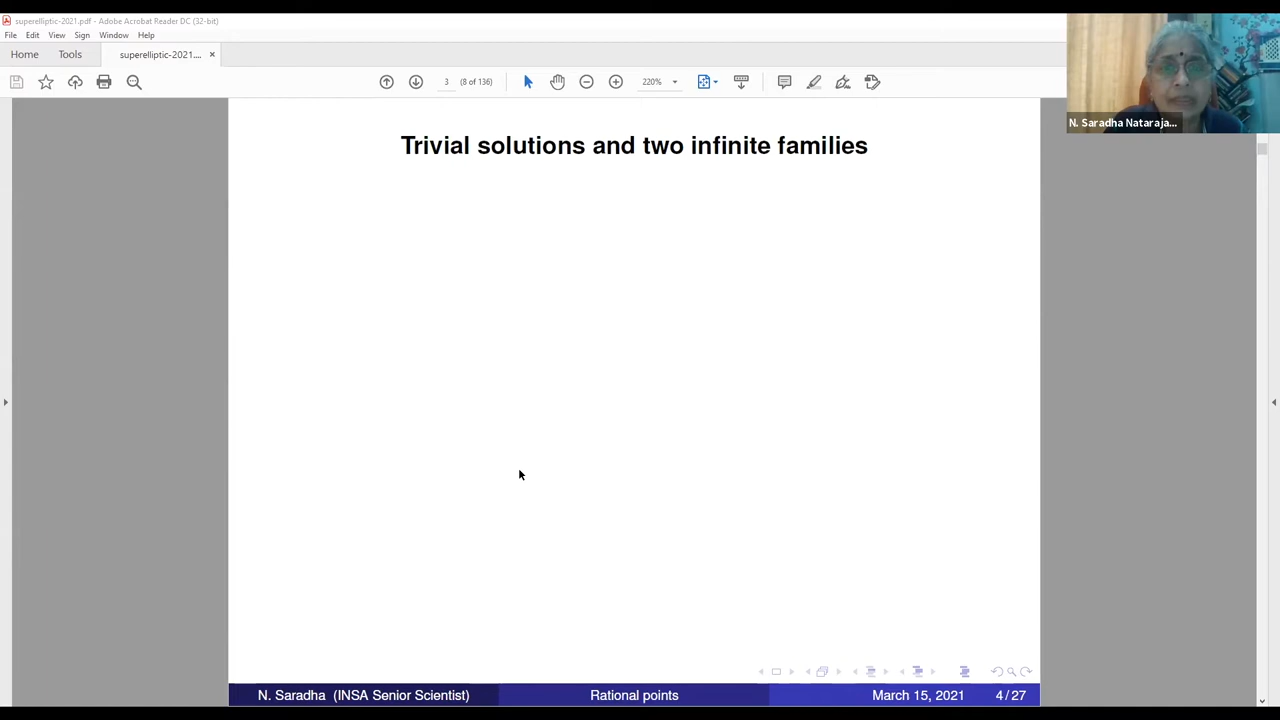 superelliptic-2021.pdf - Adobe Acrobat Reader DC (32-bit)
File Edit View Sign Window Help
Home Tools superelliptic-2021.... ×
3 (8 of 136) 220%
N. Saradha Nataraja...
Trivial solutions and two infinite families
N. Saradha (INSA Senior Scientist) Rational points March 15, 2021 4/27